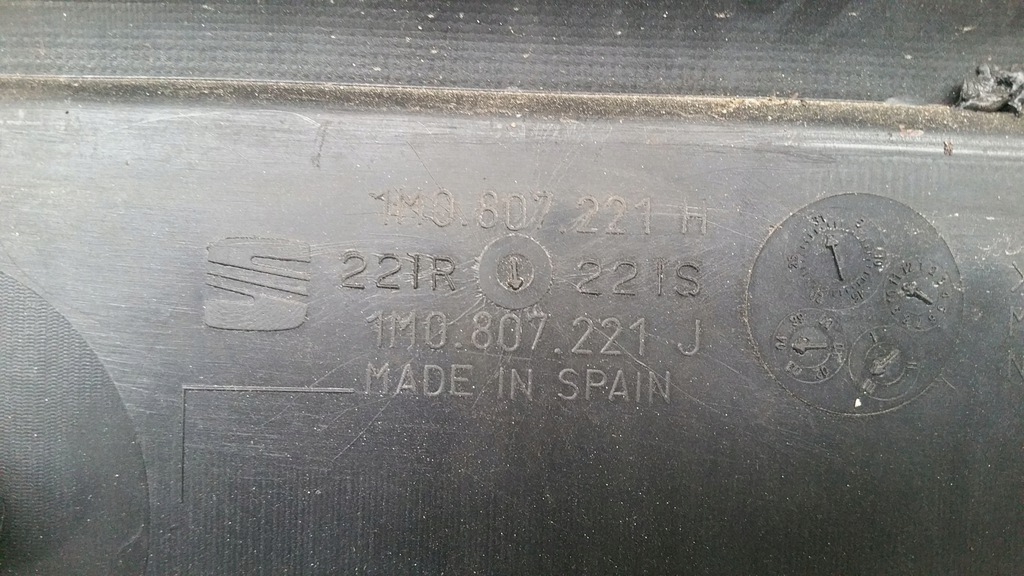 1M0.807.221 H
221R 221S
1M0.807.221 J
MADE IN SPAIN